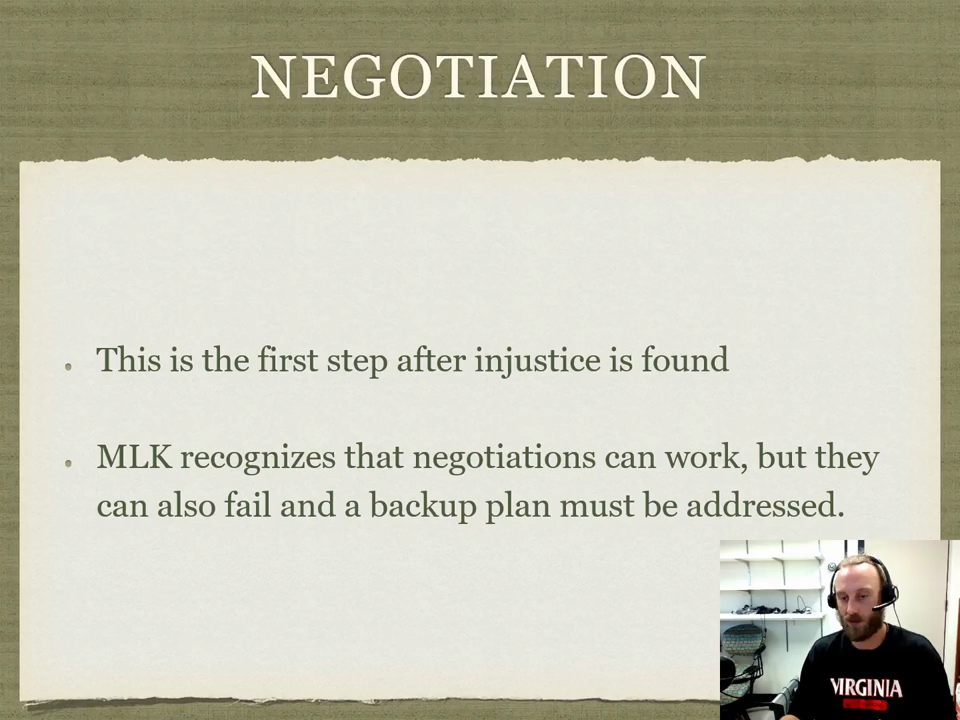 NEGOTIATION
This is the first step after injustice is found
MLK recognizes that negotiations can work, but they
can also fail and a backup plan must be addressed.
VIRGINIA